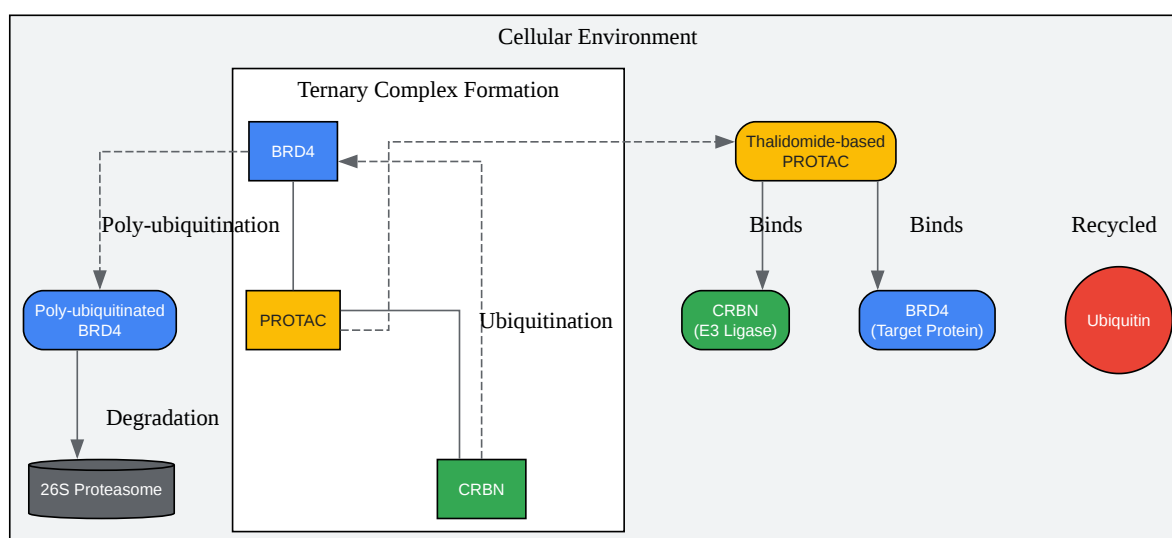 Cellular Environment
Ternary Complex Formation
BRD4
Thalidomide-based
PROTAC
Poly-ubiquitination
Binds
Binds
Recycled
Poly-ubiquitinated
BRD4
PROTAC
Ubiquitination
CRBN
(E3 Ligase)
BRD4
(Target Protein)
Ubiquitin
Degradation
26S Proteasome
CRBN